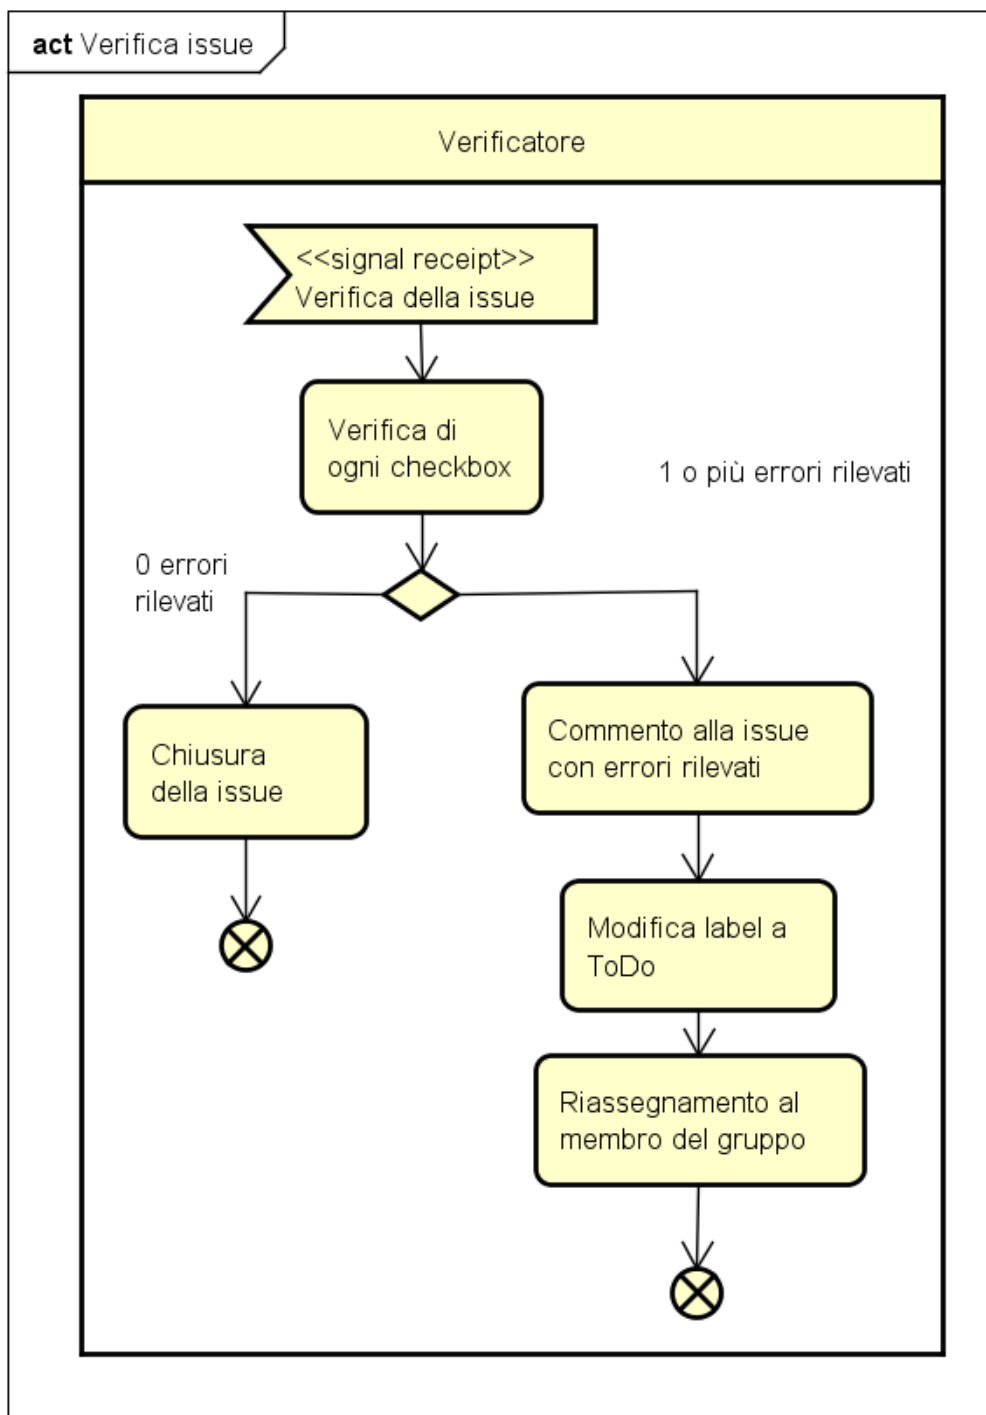 act Verifica issue
Verificatore
<<signal receipt>>
Verifica della issue
Verifica di
ogni checkbox
1 o più errori rilevati
0 errori
rilevati
Chiusura
della issue
Commento alla issue
con errori rilevati
Modifica label a
ToDo
Riassegnamento al
membro del gruppo